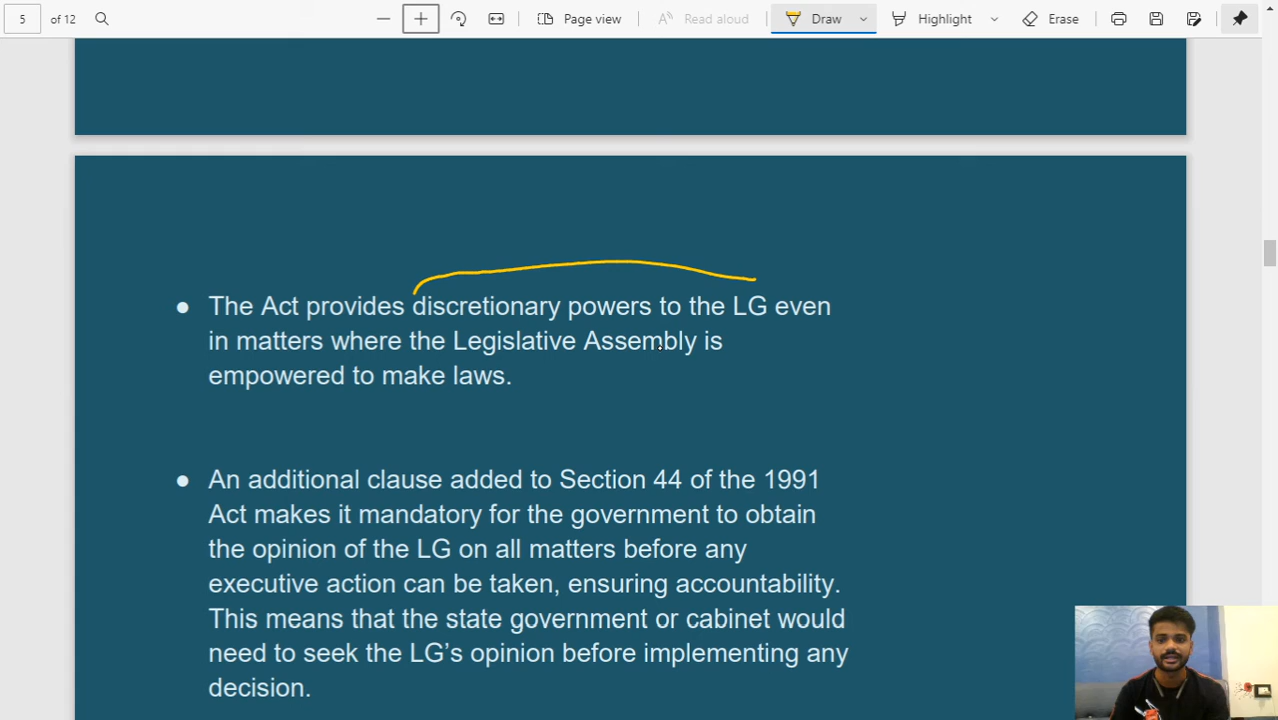 5 of 12 Page view Read aloud Draw Highlight Erase
● The Act provides discretionary powers to the LG even
in matters where the Legislative Assembly is
empowered to make laws.
● An additional clause added to Section 44 of the 1991
Act makes it mandatory for the government to obtain
the opinion of the LG on all matters before any
executive action can be taken, ensuring accountability.
This means that the state government or cabinet would
need to seek the LG’s opinion before implementing any
decision.